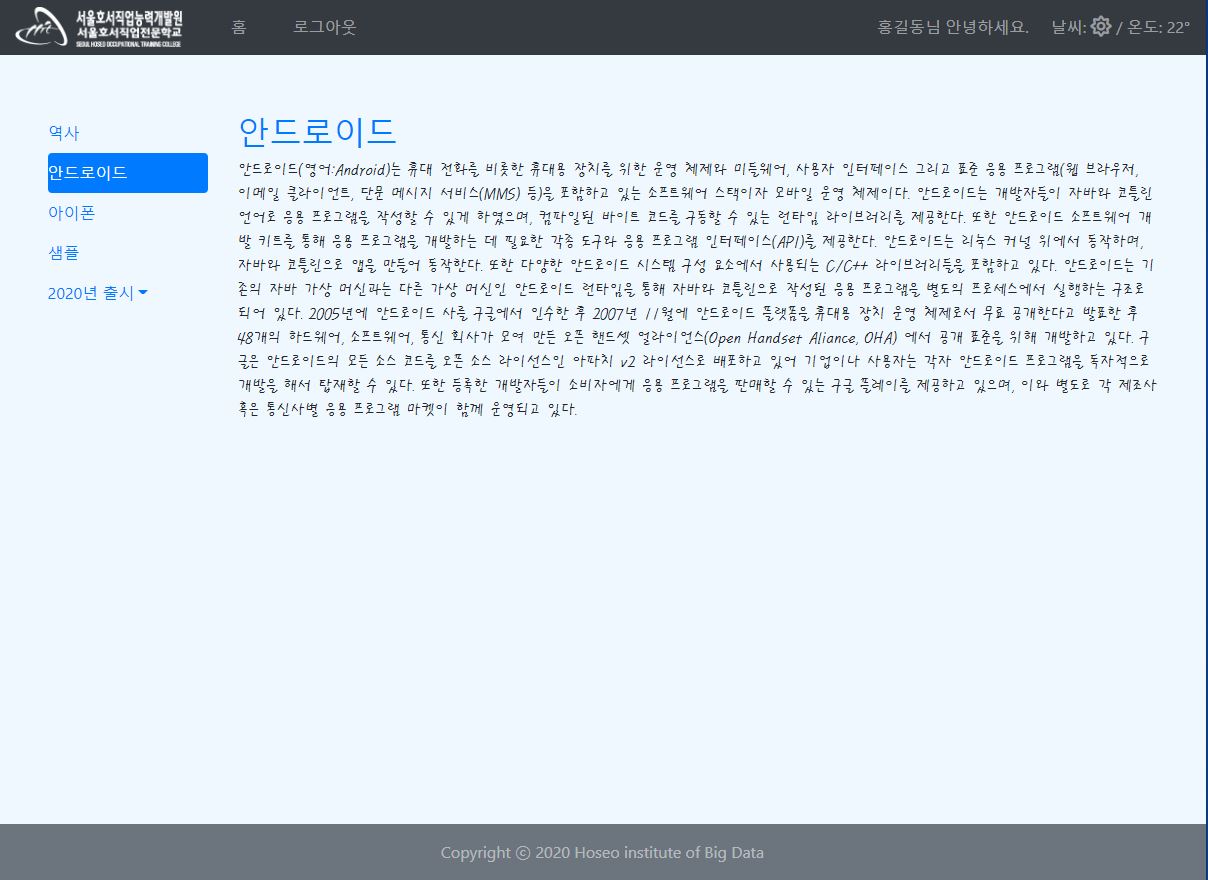 서울호서직업능력개발원
서울호서직업전문학교
SEOUL HOSEO OCCUPATIONAL TRAINING COLLEGE
홈
로그아웃
홍길동님 안녕하세요.
날씨: / 온도: 22°
역사
안드로이드
아이폰
샘플
2020년 출시
안드로이드
안드로이드(영어:Android)는 휴대 전화를 비롯한 휴대용 장치를 위한 운영 체제와 미들웨어, 사용자 인터페이스 그리고 표준 응용 프로그램(웹 브라우저,
이메일 클라이언트, 단문 메시지 서비스(MMS) 등)을 포함하고 있는 소프트웨어 스택이자 모바일 운영 체제이다. 안드로이드는 개발자들이 자바와 코틀린
언어로 응용 프로그램을 작성할 수 있게 하였으며, 컴파일된 바이트 코드를 구동할 수 있는 런타임 라이브러리를 제공한다. 또한 안드로이드 소프트웨어 개
발 키트를 통해 응용 프로그램을 개발하는 데 필요한 각종 도구와 응용 프로그램 인터페이스(API)를 제공한다. 안드로이드는 리눅스 커널 위에서 동작하며,
자바와 코틀린으로 앱을 만들어 동작한다. 또한 다양한 안드로이드 시스템 구성 요소에서 사용되는 C/C++ 라이브러리들을 포함하고 있다. 안드로이드는 기
존의 자바 가상 머신과는 다른 가상 머신인 안드로이드 런타임을 통해 자바와 코틀린으로 작성된 응용 프로그램을 별도의 프로세스에서 실행하는 구조로
되어 있다. 2005년에 안드로이드 사를 구글에서 인수한 후 2007년 11월에 안드로이드 플랫폼을 휴대용 장치 운영 체제로서 무료 공개한다고 발표한 후
48개의 하드웨어, 소프트웨어, 통신 회사가 모여 만든 오픈 핸드셋 얼라이언스(Open Handset Aliance, OHA) 에서 공개 표준을 위해 개발하고 있다. 구
글은 안드로이드의 모든 소스 코드를 오픈 소스 라이선스인 아파치 v2 라이선스로 배포하고 있어 기업이나 사용자는 각자 안드로이드 프로그램을 독자적으로
개발을 해서 탑재할 수 있다. 또한 등록한 개발자들이 소비자에게 응용 프로그램을 판매할 수 있는 구글 플레이를 제공하고 있으며, 이와 별도로 각 제조사
혹은 통신사별 응용 프로그램 마켓이 함께 운영되고 있다.
Copyright ⓒ 2020 Hoseo institute of Big Data